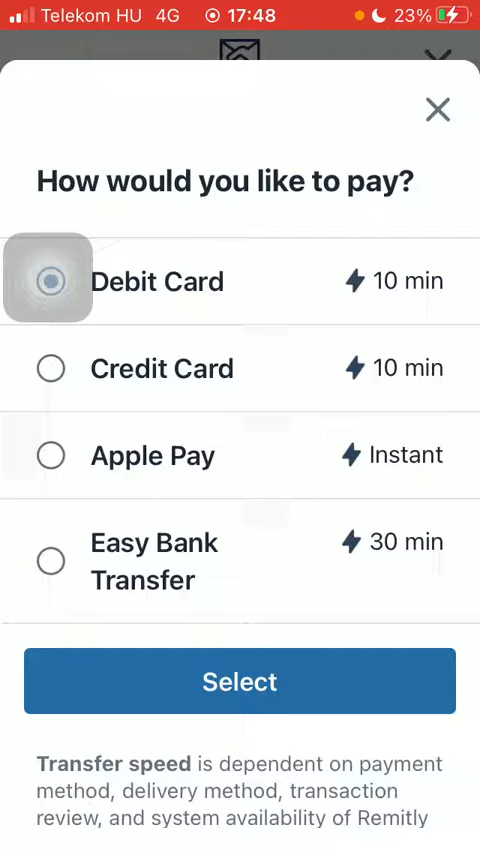 Telekom HU 4G 17:48 23%
How would you like to pay?
Debit Card 10 min
Credit Card 10 min
Apple Pay Instant
Easy Bank 30 min
Transfer
Select
Transfer speed is dependent on payment
method, delivery method, transaction
review, and system availability of Remitly